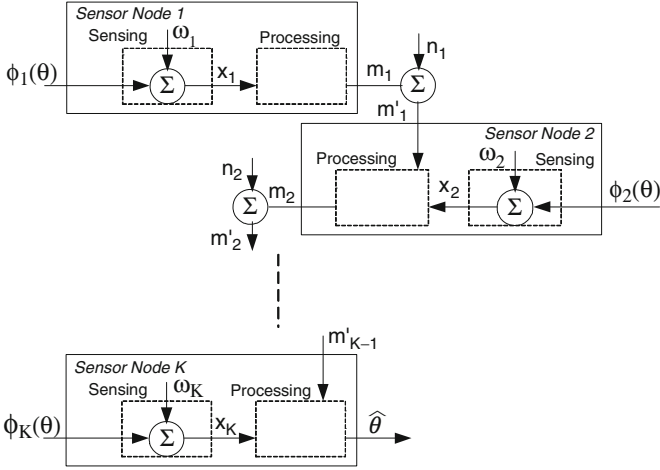 Sensor Node 1
Sensing ω₁ Processing
ϕ₁(θ) Σ x₁ m₁ Σ n₁
m'₁
Sensor Node 2
Processing ω₂ Sensing
n₂ Σ m₂ x₂ Σ ϕ₂(θ)
m'₂
m'K−1
Sensor Node K
Sensing ωK Processing
ϕK(θ) Σ xK θ̂